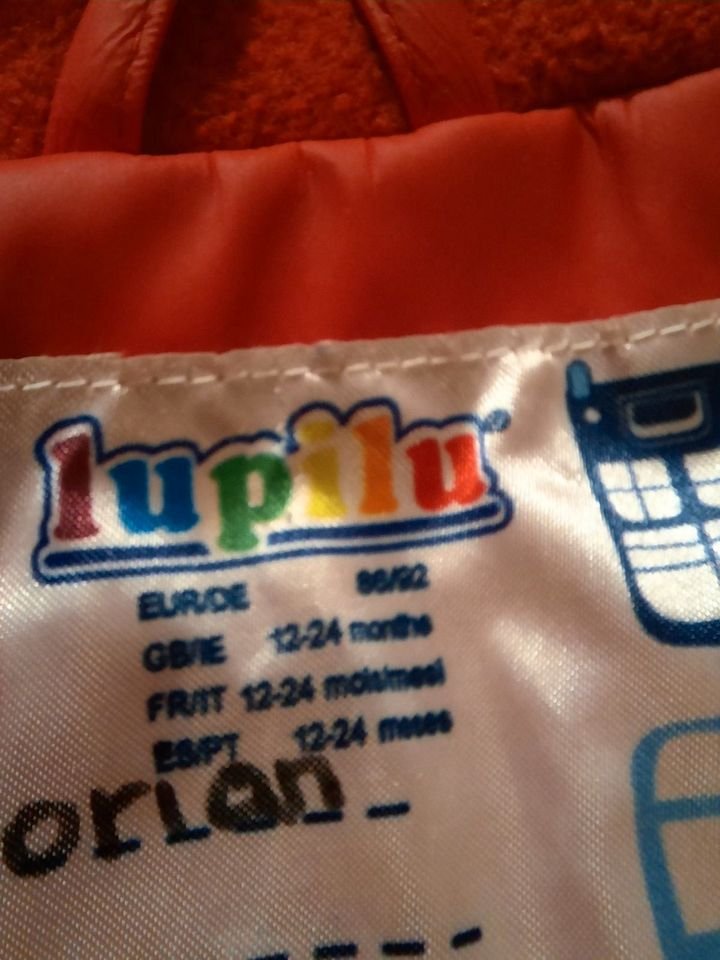 lupilu®
EUR/DE 86/92
GB/IE 12-24 months
FR/IT 12-24 mois/mesi
ES/PT 12-24 meses
orian